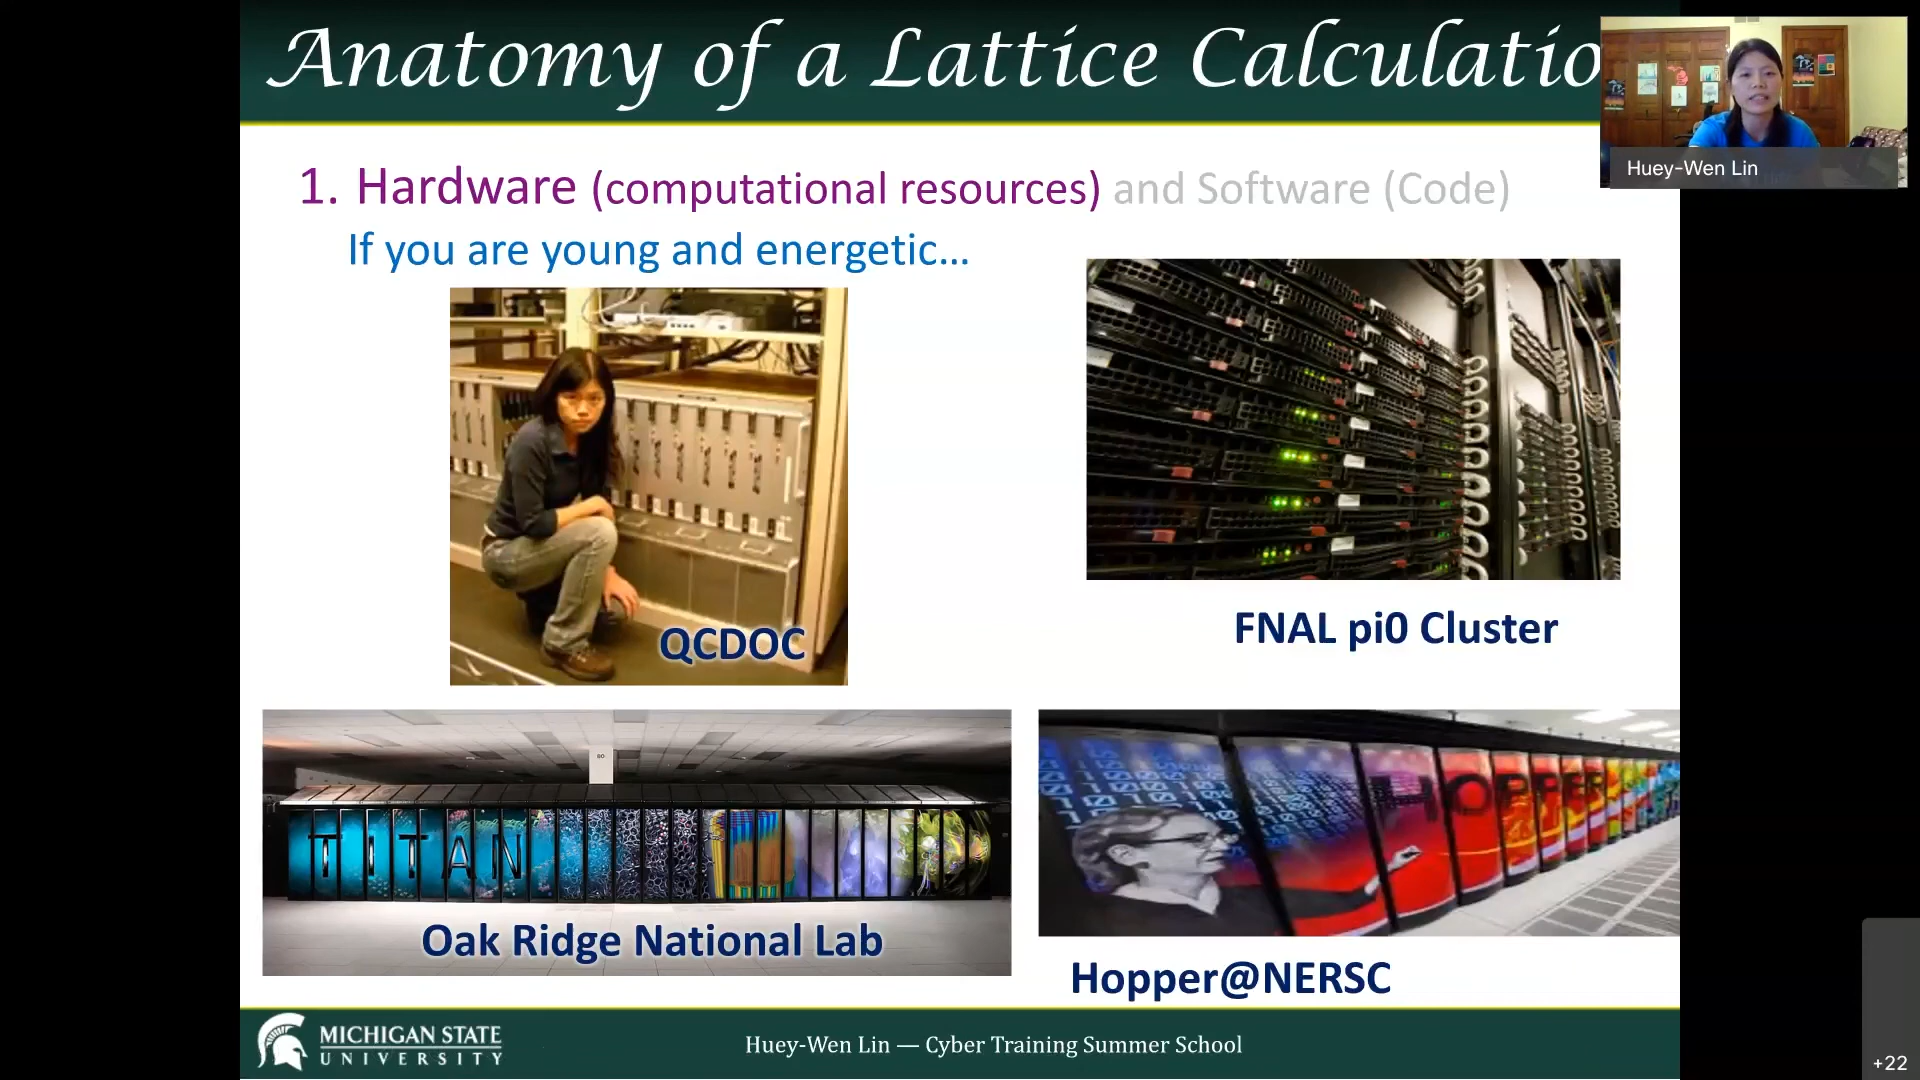 Anatomy of a Lattice Calculatio
Huey-Wen Lin
1. Hardware (computational resources) and Software (Code)
If you are young and energetic…
QCDOC
FNAL pi0 Cluster
TITAN
Oak Ridge National Lab
HOPPER
Hopper@NERSC
MICHIGAN STATE
UNIVERSITY
Huey-Wen Lin — Cyber Training Summer School
+22